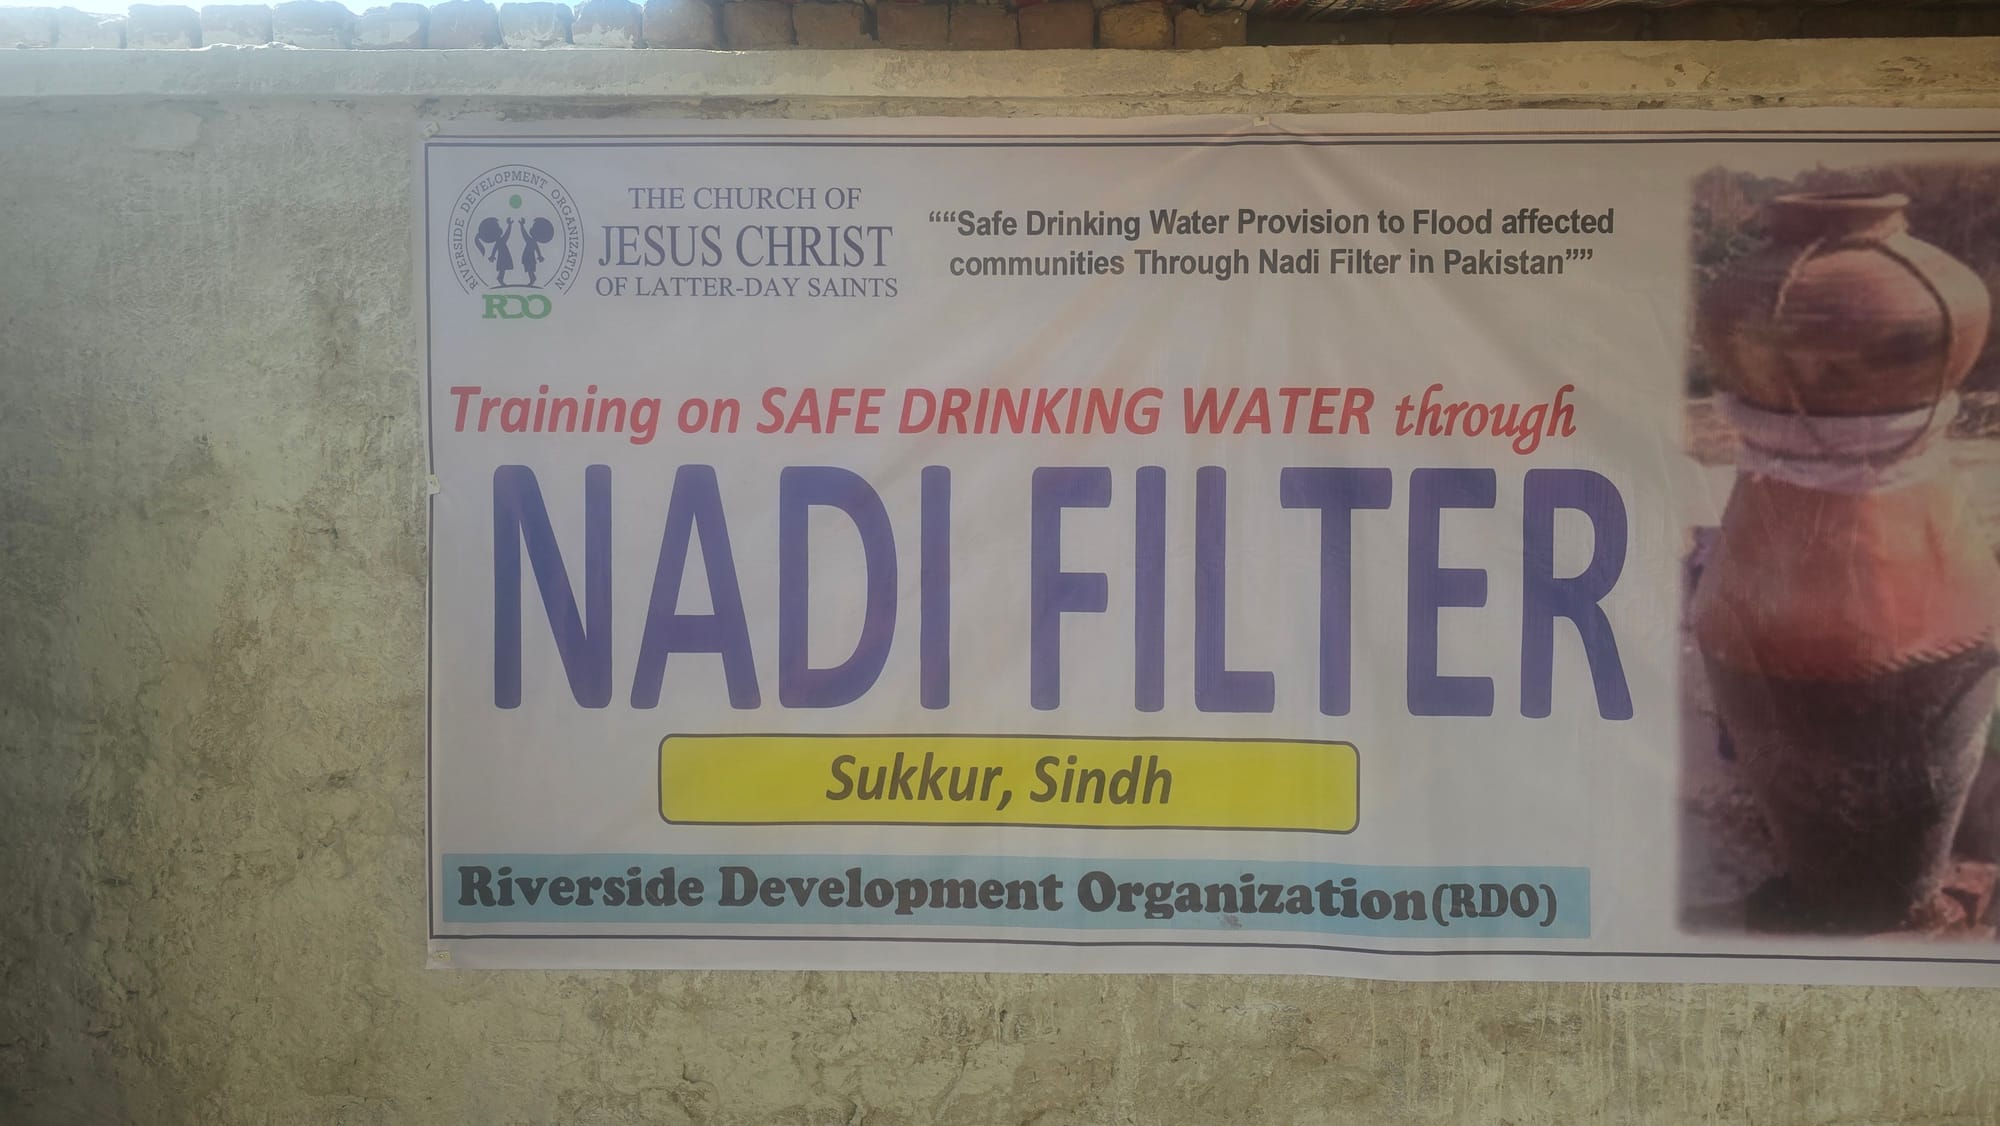 RIVERSIDE DEVELOPMENT ORGANIZATION
RDO
THE CHURCH OF
JESUS CHRIST
OF LATTER-DAY SAINTS
““Safe Drinking Water Provision to Flood affected
communities Through Nadi Filter in Pakistan””
Training on SAFE DRINKING WATER through
NADI FILTER
Sukkur, Sindh
Riverside Development Organization(RDO)